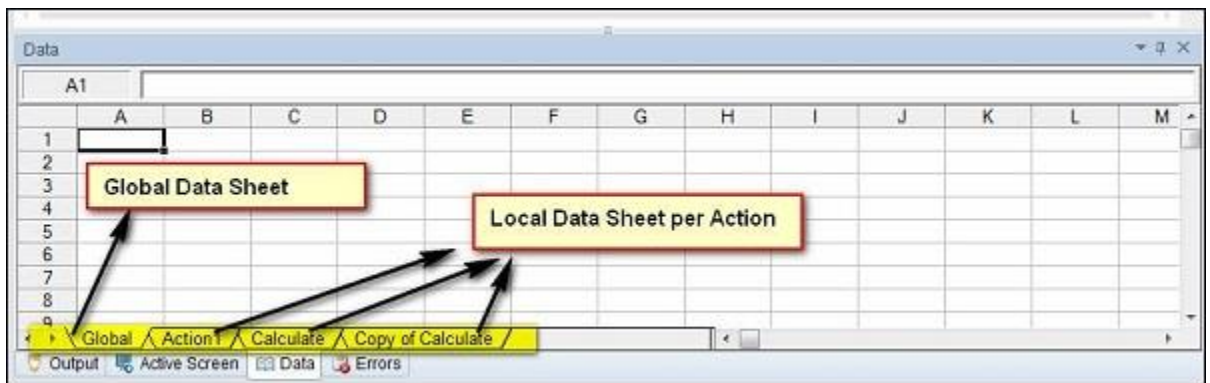 Data
A1
A B C D E F G H I J K L M
1
2
3
4
5
6
7
8
9
Global Data Sheet
Local Data Sheet per Action
Global Action1 Calculate Copy of Calculate
Output Active Screen Data Errors